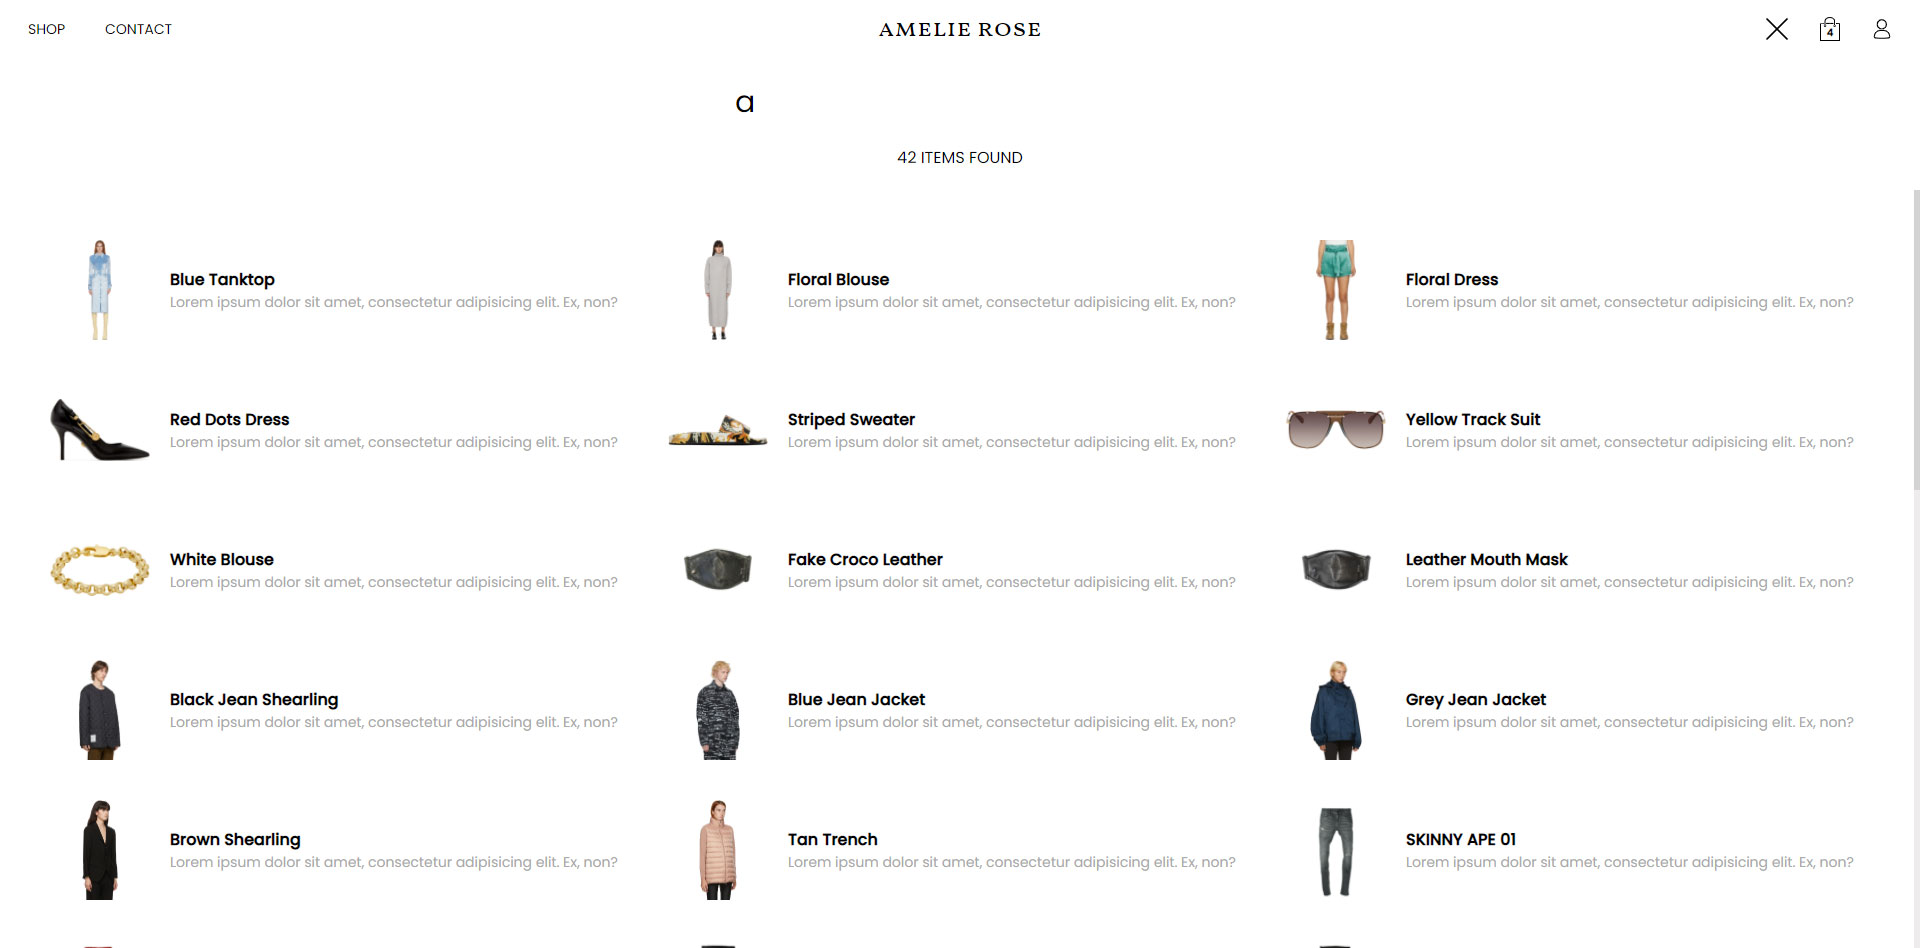 SHOP CONTACT AMELIE ROSE 4
a
42 ITEMS FOUND
Blue Tanktop
Lorem ipsum dolor sit amet, consectetur adipisicing elit. Ex, non?
Floral Blouse
Lorem ipsum dolor sit amet, consectetur adipisicing elit. Ex, non?
Floral Dress
Lorem ipsum dolor sit amet, consectetur adipisicing elit. Ex, non?
Red Dots Dress
Lorem ipsum dolor sit amet, consectetur adipisicing elit. Ex, non?
Striped Sweater
Lorem ipsum dolor sit amet, consectetur adipisicing elit. Ex, non?
Yellow Track Suit
Lorem ipsum dolor sit amet, consectetur adipisicing elit. Ex, non?
White Blouse
Lorem ipsum dolor sit amet, consectetur adipisicing elit. Ex, non?
Fake Croco Leather
Lorem ipsum dolor sit amet, consectetur adipisicing elit. Ex, non?
Leather Mouth Mask
Lorem ipsum dolor sit amet, consectetur adipisicing elit. Ex, non?
Black Jean Shearling
Lorem ipsum dolor sit amet, consectetur adipisicing elit. Ex, non?
Blue Jean Jacket
Lorem ipsum dolor sit amet, consectetur adipisicing elit. Ex, non?
Grey Jean Jacket
Lorem ipsum dolor sit amet, consectetur adipisicing elit. Ex, non?
Brown Shearling
Lorem ipsum dolor sit amet, consectetur adipisicing elit. Ex, non?
Tan Trench
Lorem ipsum dolor sit amet, consectetur adipisicing elit. Ex, non?
SKINNY APE 01
Lorem ipsum dolor sit amet, consectetur adipisicing elit. Ex, non?